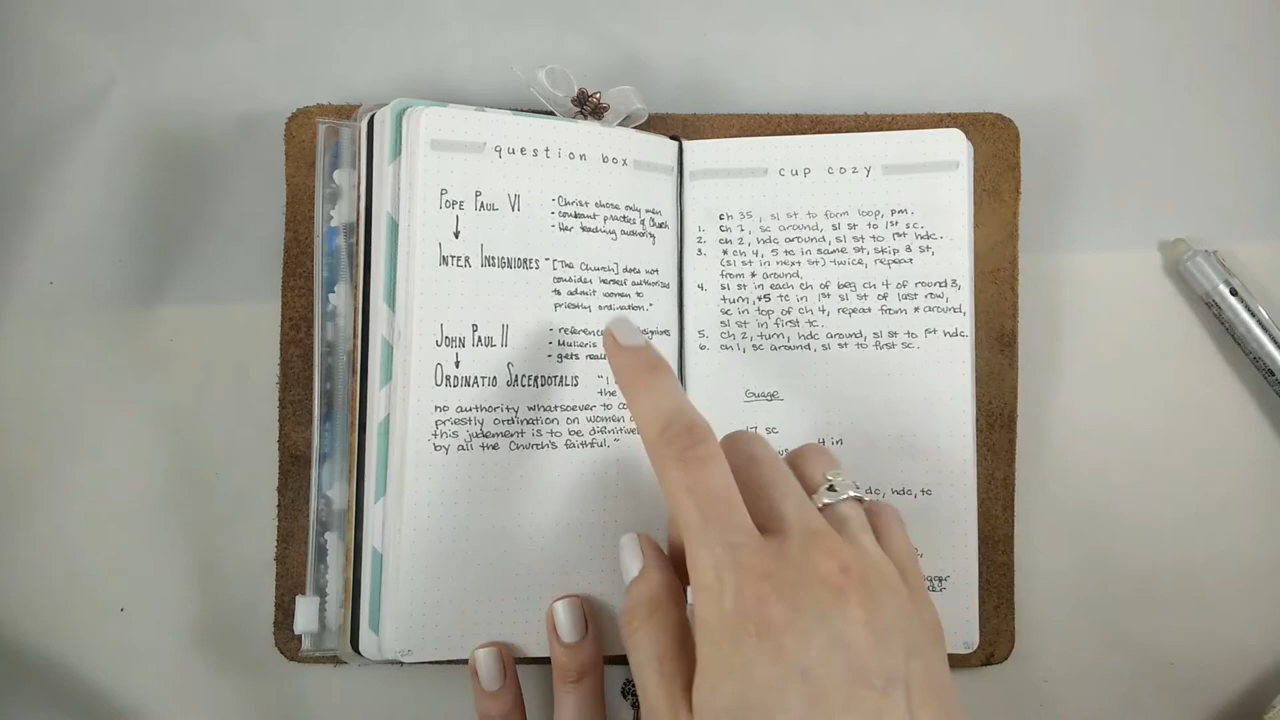 question box
POPE PAUL VI
- Christ chose only men
- constant practice of Church
- Her teaching authority
INTER INSIGNIORES
"[The Church] does not
consider herself authorized
to admit women to
priestly ordination."
JOHN PAUL II
- references
- Mulieris
- gets
ORDINATIO SACERDOTALIS
the
no authority whatsoever to
priestly ordination on women
this judgement is to be difinitive
by all the Church's faithful."
cup cozy
ch 35, sl st to form loop, pm.
1. ch 1, sc around, sl st to 1st sc.
2. ch 2, hdc around, sl st to 1st hdc.
3. * ch 4, 5 tc in same st, skip 3 st,
(sl st in next st) twice, repeat
from * around.
4. sl st in each ch of beg ch 4 of round 3,
turn, *5 tc in 1st sl st of last row,
sc in top of ch 4, repeat from * around,
sl st in first tc.
5. ch 2, turn, hdc around, sl st to 1st hdc.
6. ch 1, sc around, sl st to first sc.
Guage
17 sc
4 in
dc, hdc, tc